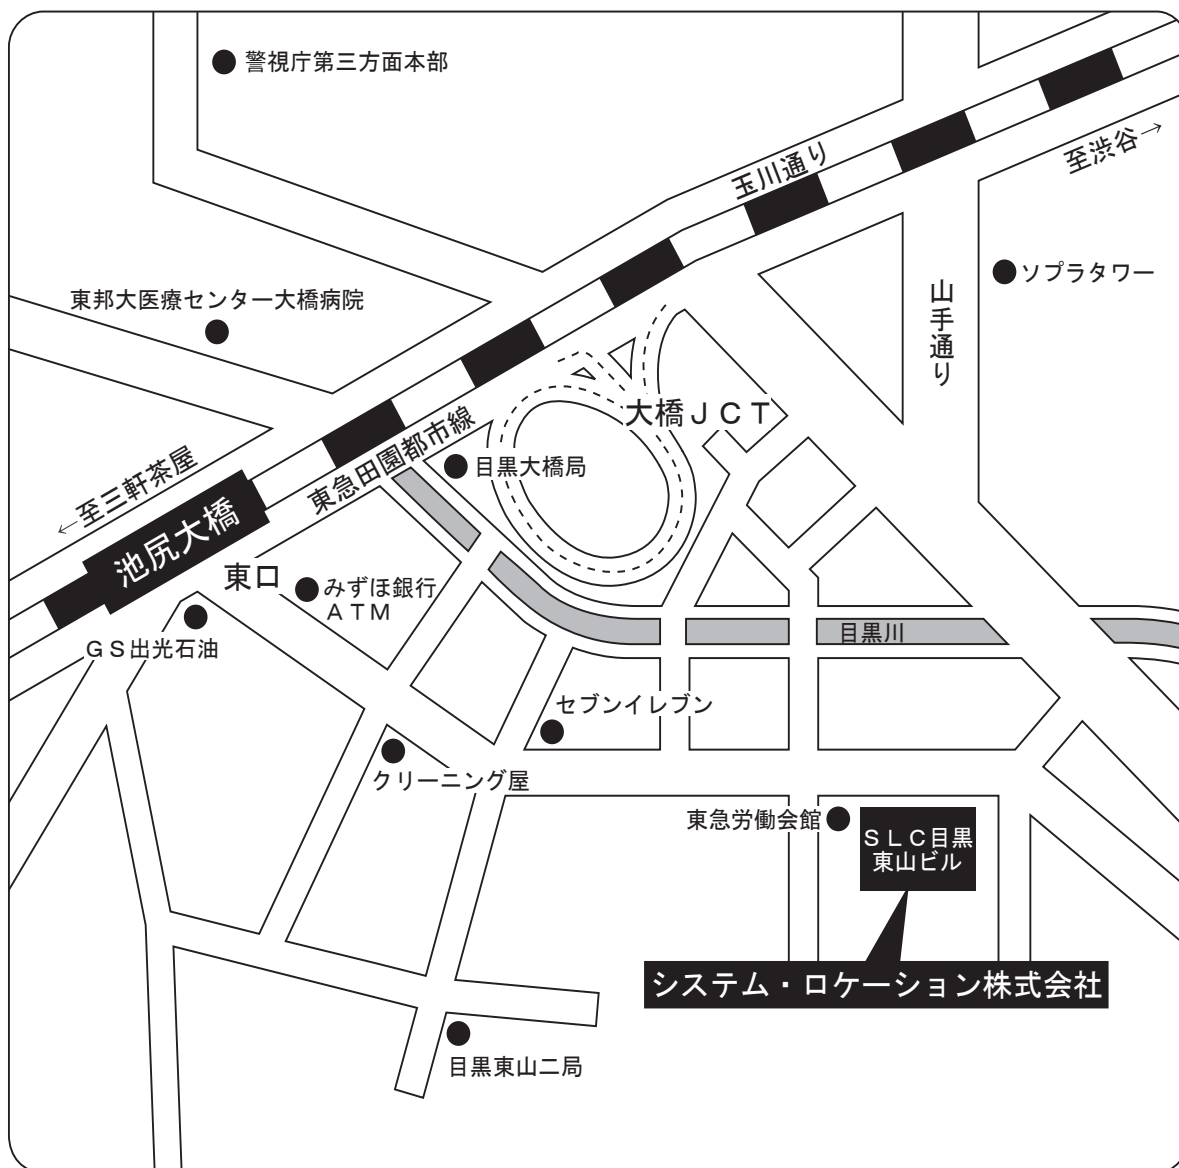 警視庁第三方面本部
玉川通り
至渋谷→
ソプラタワー
山手通り
東邦大医療センター大橋病院
大橋ＪＣＴ
東急田園都市線
目黒大橋局
←至三軒茶屋
池尻大橋
東口
みずほ銀行
ＡＴＭ
ＧＳ出光石油
目黒川
セブンイレブン
クリーニング屋
東急労働会館
ＳＬＣ目黒
東山ビル
システム・ロケーション株式会社
目黒東山二局